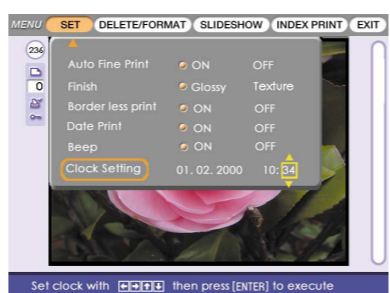 MENU SET DELETE/FORMAT SLIDESHOW INDEX PRINT EXIT
236
0
Auto Fine Print ON OFF
Finish Glossy Texture
Border less print ON OFF
Date Print ON OFF
Beep ON OFF
Clock Setting 01. 02. 2000 10: 34
Set clock with ←→↑↓ then press [ENTER] to execute